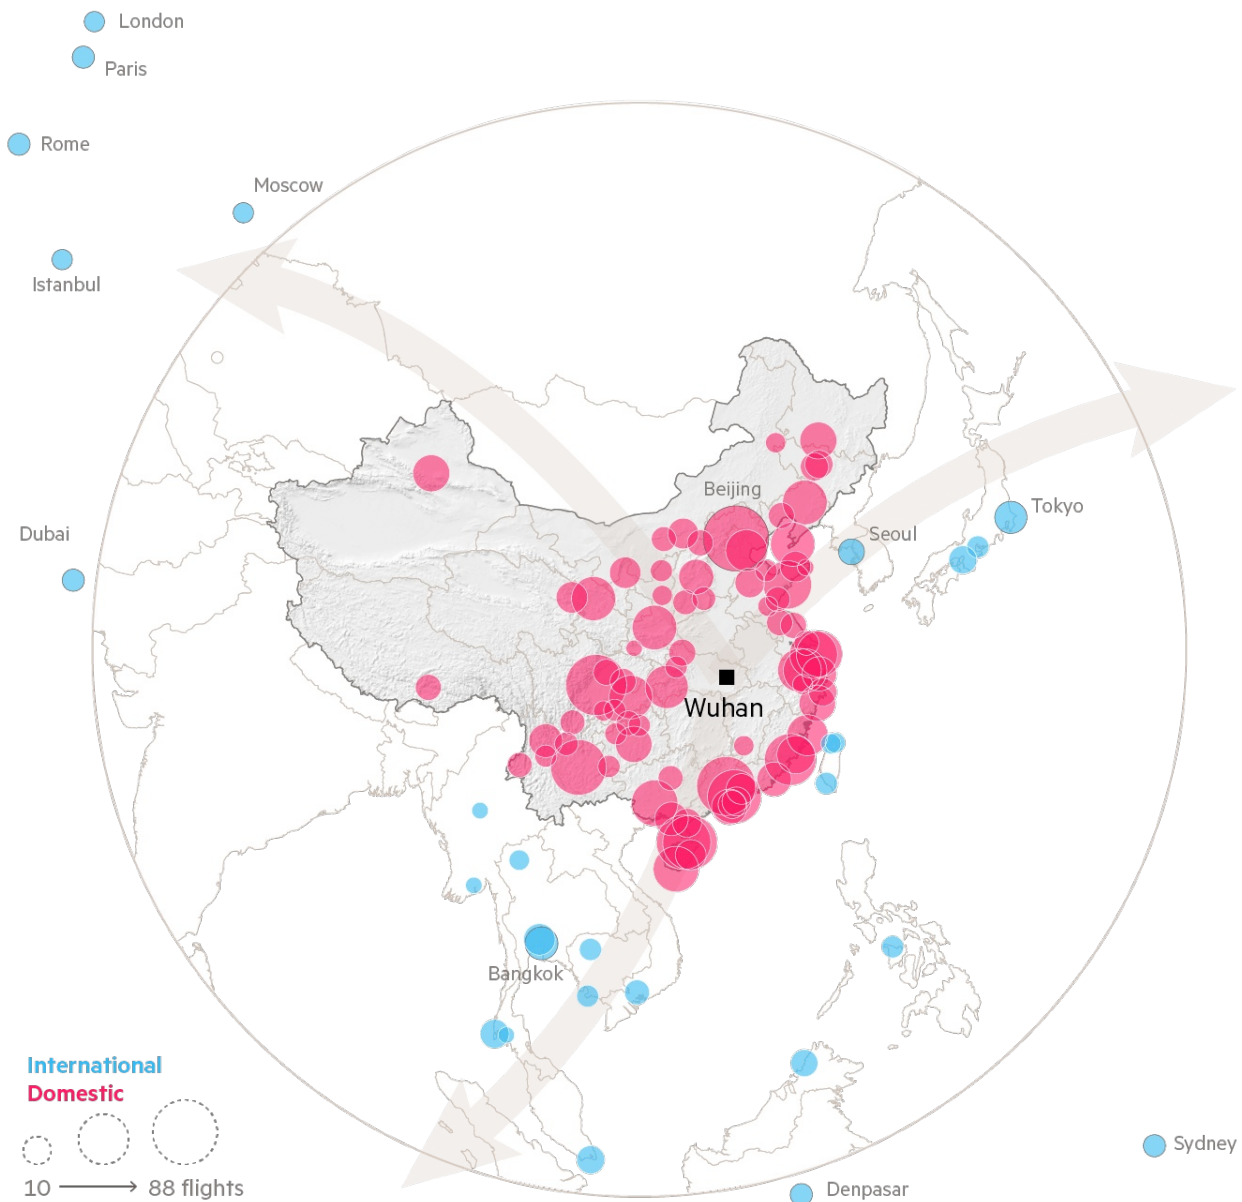 London
Paris
Rome
Moscow
Istanbul
Beijing
Tokyo
Seoul
Dubai
Wuhan
Bangkok
International
Domestic
10 88 flights
Sydney
Denpasar